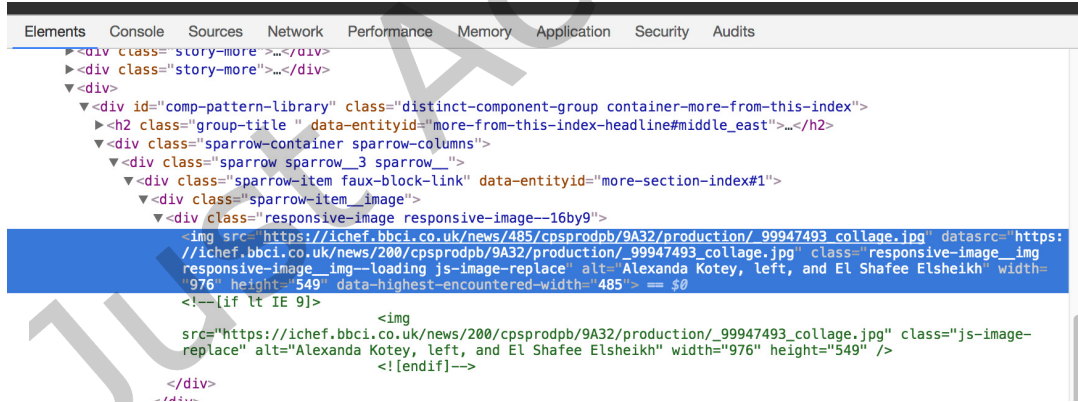 Elements Console Sources Network Performance Memory Application Security Audits
▶<div class="story-more">…</div>
▶<div class="story-more">…</div>
▼<div>
▼<div id="comp-pattern-library" class="distinct-component-group container-more-from-this-index">
▶<h2 class="group-title " data-entityid="more-from-this-index-headline#middle_east">…</h2>
▼<div class="sparrow-container sparrow-columns">
▼<div class="sparrow sparrow__3 sparrow__">
▼<div class="sparrow-item faux-block-link" data-entityid="more-section-index#1">
▼<div class="sparrow-item__image">
▼<div class="responsive-image responsive-image--16by9">
<img src="https://ichef.bbci.co.uk/news/485/cpsprodpb/9A32/production/_99947493_collage.jpg" datasrc="https:
//ichef.bbci.co.uk/news/200/cpsprodpb/9A32/production/_99947493_collage.jpg" class="responsive-image__img
responsive-image__img--loading js-image-replace" alt="Alexanda Kotey, left, and El Shafee Elsheikh" width=
"976" height="549" data-highest-encountered-width="485"> == $0
<!--[if lt IE 9]>
<img
src="https://ichef.bbci.co.uk/news/200/cpsprodpb/9A32/production/_99947493_collage.jpg" class="js-image-
replace" alt="Alexanda Kotey, left, and El Shafee Elsheikh" width="976" height="549" />
<![endif]-->
</div>
</div>
Just